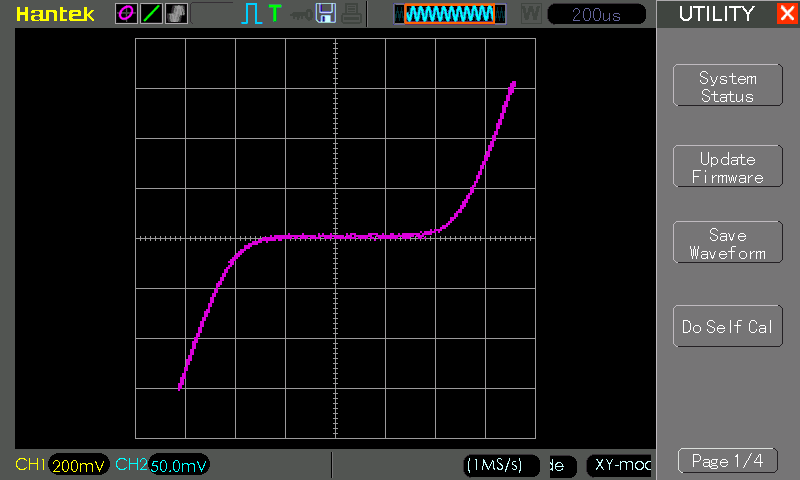 Hantek
T
W
200us
UTILITY
System
Status
Update
Firmware
Save
Waveform
Do Self Cal
CH1 200mV CH2 50.0mV (1MS/s) de XY-mod
Page 1/4